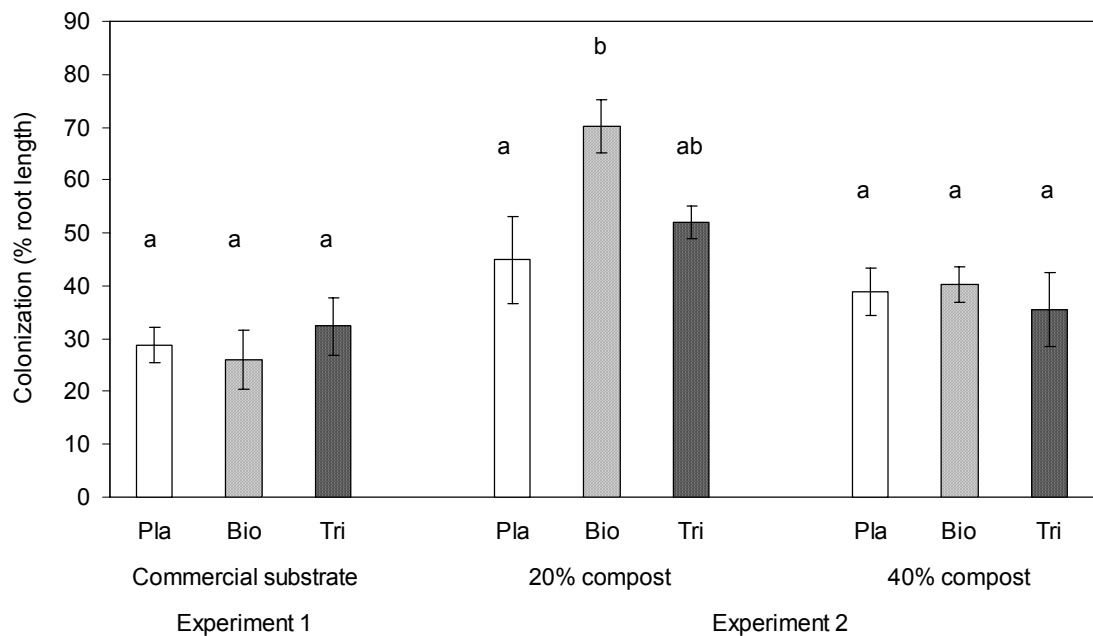 Colonization (% root length)
90
80
70
60
50
40
30
20
10
0
a a a
a b ab
a a a
Pla Bio Tri Pla Bio Tri Pla Bio Tri
Commercial substrate 20% compost 40% compost
Experiment 1 Experiment 2